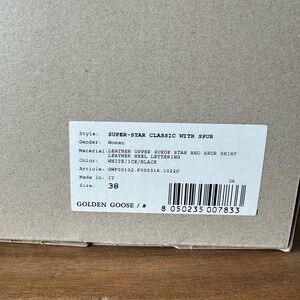 Style: SUPER-STAR CLASSIC WITH SPUR
Gender: Woman
Material: LEATHER UPPER SUEDE STAR AND SPUR SHINY
LEATHER HEEL LETTERING
Color: WHITE/ICE/BLACK
Article: GWF00102.F000316.10220
Made In: IT
DA
Size: 38
GOLDEN GOOSE / ★
8 050235 007833